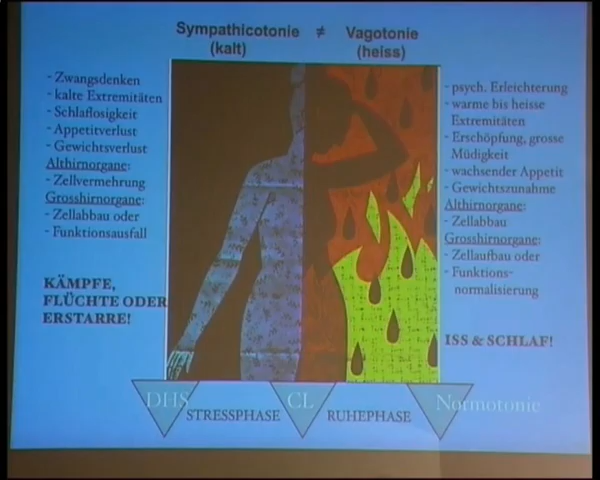 Sympathicotonie ≠ Vagotonie
(kalt) (heiss)
- Zwangsdenken
- kalte Extremitäten
- Schlaflosigkeit
- Appetitverlust
- Gewichtsverlust
Althirnorgane:
- Zellvermehrung
Grosshirnorgane:
- Zellabbau oder
- Funktionsausfall
KÄMPFE,
FLÜCHTE ODER
ERSTARRE!
- psych. Erleichterung
- warme bis heisse
Extremitäten
- Erschöpfung, grosse
Müdigkeit
- wachsender Appetit
- Gewichtszunahme
Althirnorgane:
- Zellabbau
Grosshirnorgane:
- Zellaufbau oder
- Funktions-
normalisierung
ISS & SCHLAF!
DHS STRESSPHASE CL RUHEPHASE Normotonie